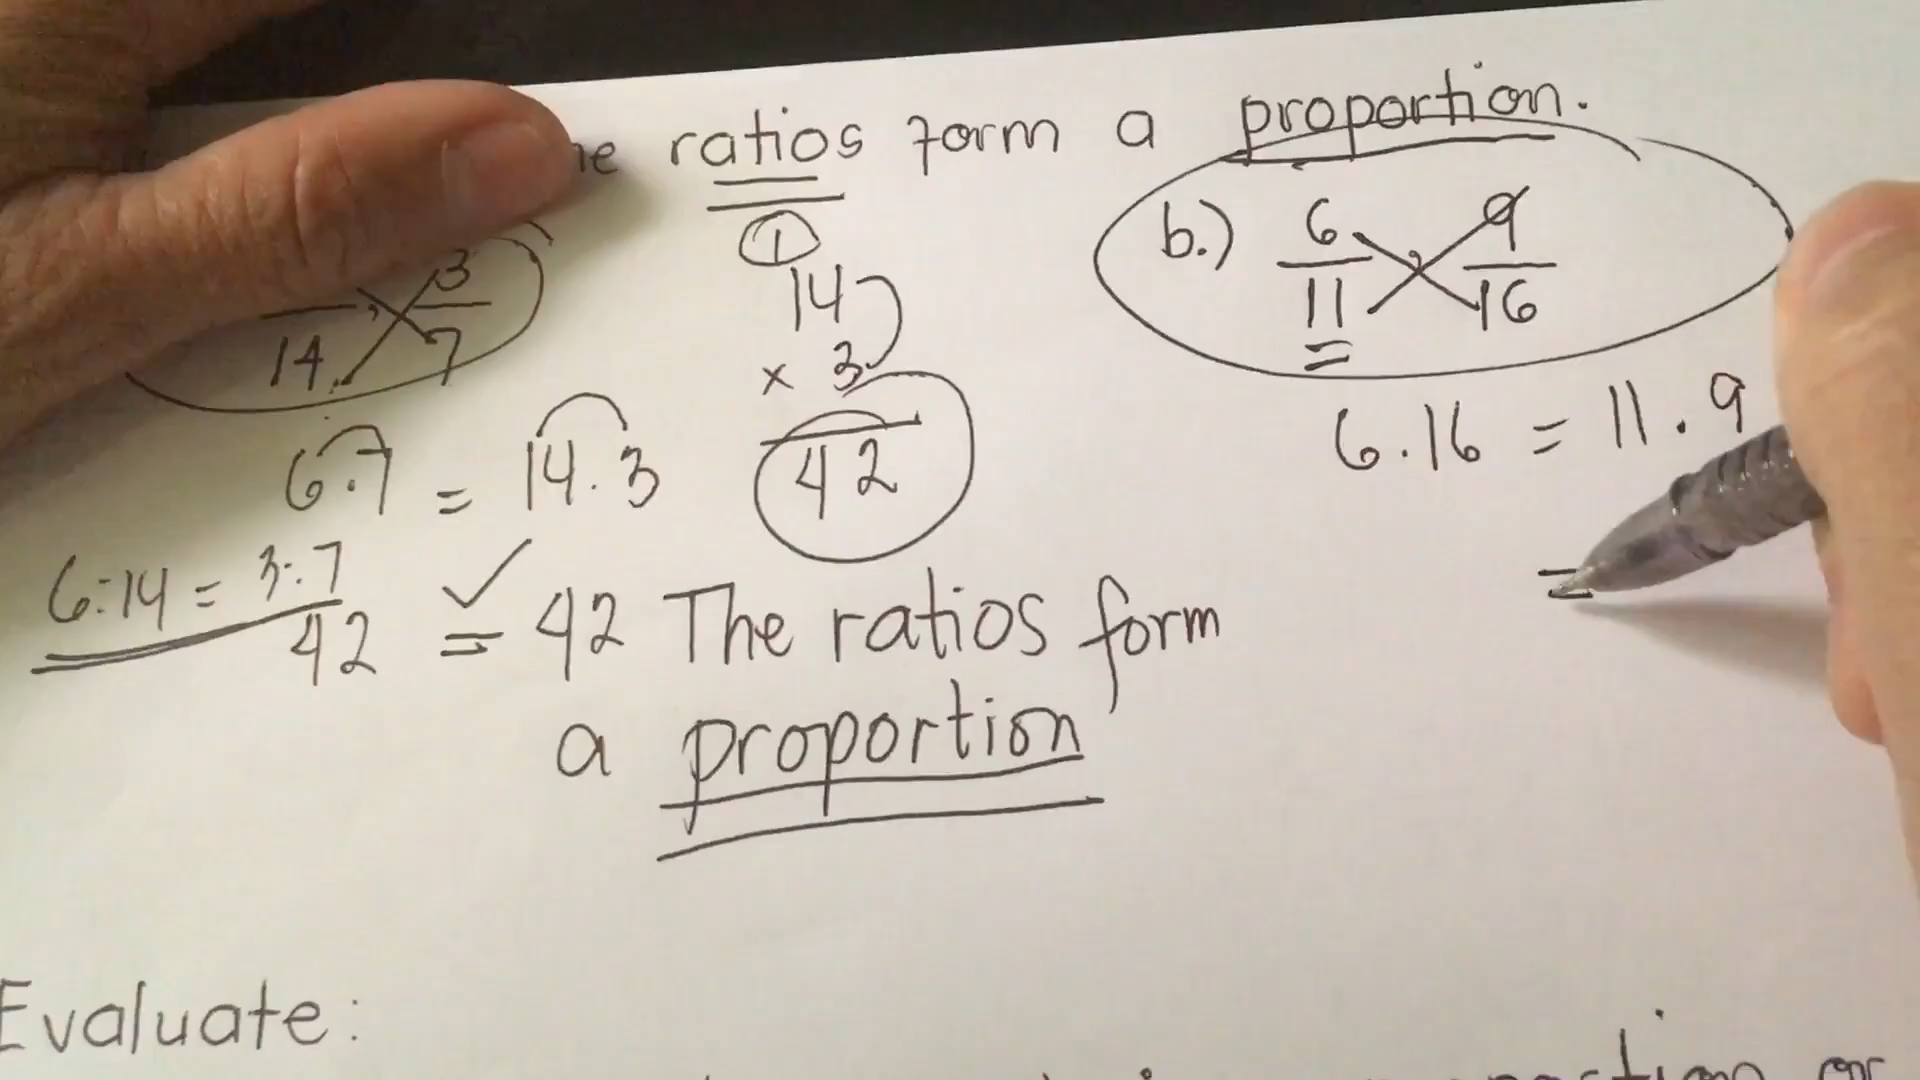 ratios form a proportion.
1
3
14 7
14
x 3
42
b.) 6 9
11 16
6.7 = 14.3
6.16 = 11.9
=
6:14 = 3:7
42 = 42 The ratios form
a proportion
Evaluate: